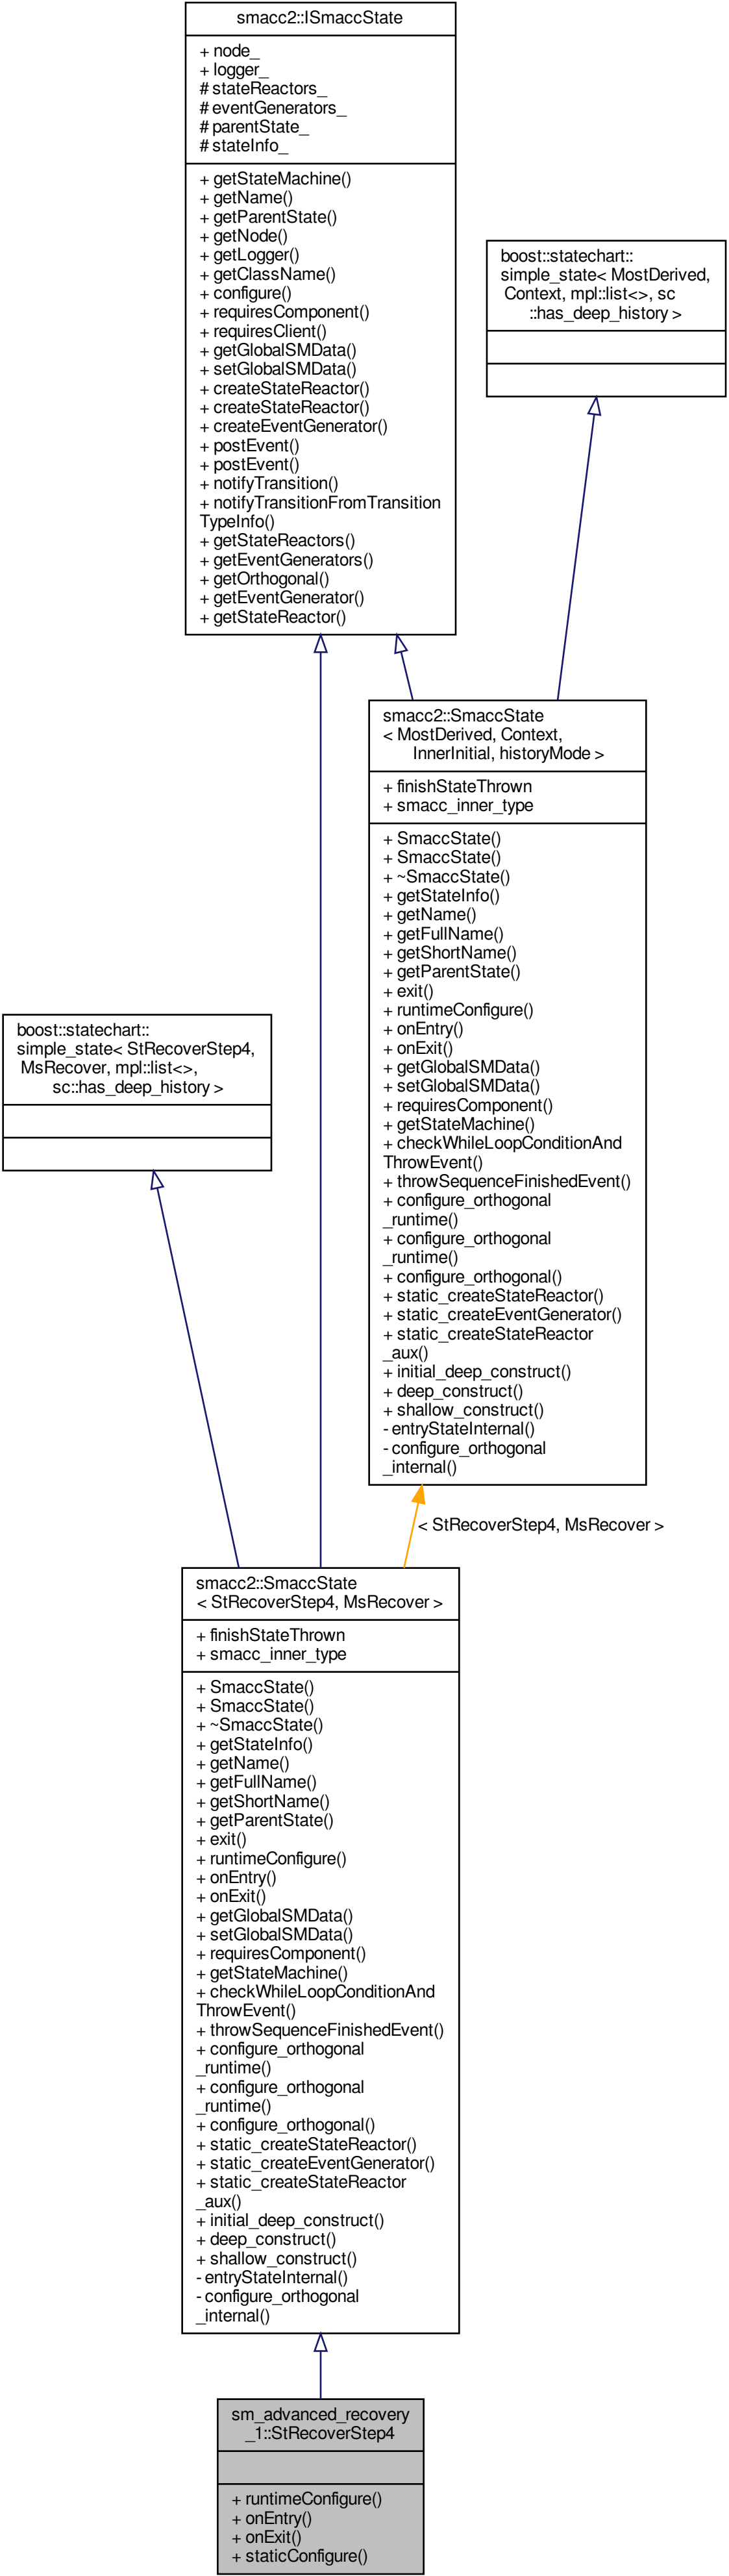 smacc2::ISmaccState
+ node_
+ logger_
# stateReactors_
# eventGenerators_
# parentState_
# stateInfo_
+ getStateMachine()
+ getName()
+ getParentState()
+ getNode()
+ getLogger()
+ getClassName()
+ configure()
+ requiresComponent()
+ requiresClient()
+ getGlobalSMData()
+ setGlobalSMData()
+ createStateReactor()
+ createStateReactor()
+ createEventGenerator()
+ postEvent()
+ postEvent()
+ notifyTransition()
+ notifyTransitionFromTransition
TypeInfo()
+ getStateReactors()
+ getEventGenerators()
+ getOrthogonal()
+ getEventGenerator()
+ getStateReactor()
boost::statechart::
simple_state< MostDerived,
Context, mpl::list<>, sc
::has_deep_history >
smacc2::SmaccState
< MostDerived, Context,
InnerInitial, historyMode >
+ finishStateThrown
+ smacc_inner_type
+ SmaccState()
+ SmaccState()
+ ~SmaccState()
+ getStateInfo()
+ getName()
+ getFullName()
+ getShortName()
+ getParentState()
+ exit()
+ runtimeConfigure()
+ onEntry()
+ onExit()
+ getGlobalSMData()
+ setGlobalSMData()
+ requiresComponent()
+ getStateMachine()
+ checkWhileLoopConditionAnd
ThrowEvent()
+ throwSequenceFinishedEvent()
+ configure_orthogonal
_runtime()
+ configure_orthogonal
_runtime()
+ configure_orthogonal()
+ static_createStateReactor()
+ static_createEventGenerator()
+ static_createStateReactor
_aux()
+ initial_deep_construct()
+ deep_construct()
+ shallow_construct()
- entryStateInternal()
- configure_orthogonal
_internal()
boost::statechart::
simple_state< StRecoverStep4,
MsRecover, mpl::list<>,
sc::has_deep_history >
< StRecoverStep4, MsRecover >
smacc2::SmaccState
< StRecoverStep4, MsRecover >
+ finishStateThrown
+ smacc_inner_type
+ SmaccState()
+ SmaccState()
+ ~SmaccState()
+ getStateInfo()
+ getName()
+ getFullName()
+ getShortName()
+ getParentState()
+ exit()
+ runtimeConfigure()
+ onEntry()
+ onExit()
+ getGlobalSMData()
+ setGlobalSMData()
+ requiresComponent()
+ getStateMachine()
+ checkWhileLoopConditionAnd
ThrowEvent()
+ throwSequenceFinishedEvent()
+ configure_orthogonal
_runtime()
+ configure_orthogonal
_runtime()
+ configure_orthogonal()
+ static_createStateReactor()
+ static_createEventGenerator()
+ static_createStateReactor
_aux()
+ initial_deep_construct()
+ deep_construct()
+ shallow_construct()
- entryStateInternal()
- configure_orthogonal
_internal()
sm_advanced_recovery
_1::StRecoverStep4
+ runtimeConfigure()
+ onEntry()
+ onExit()
+ staticConfigure()